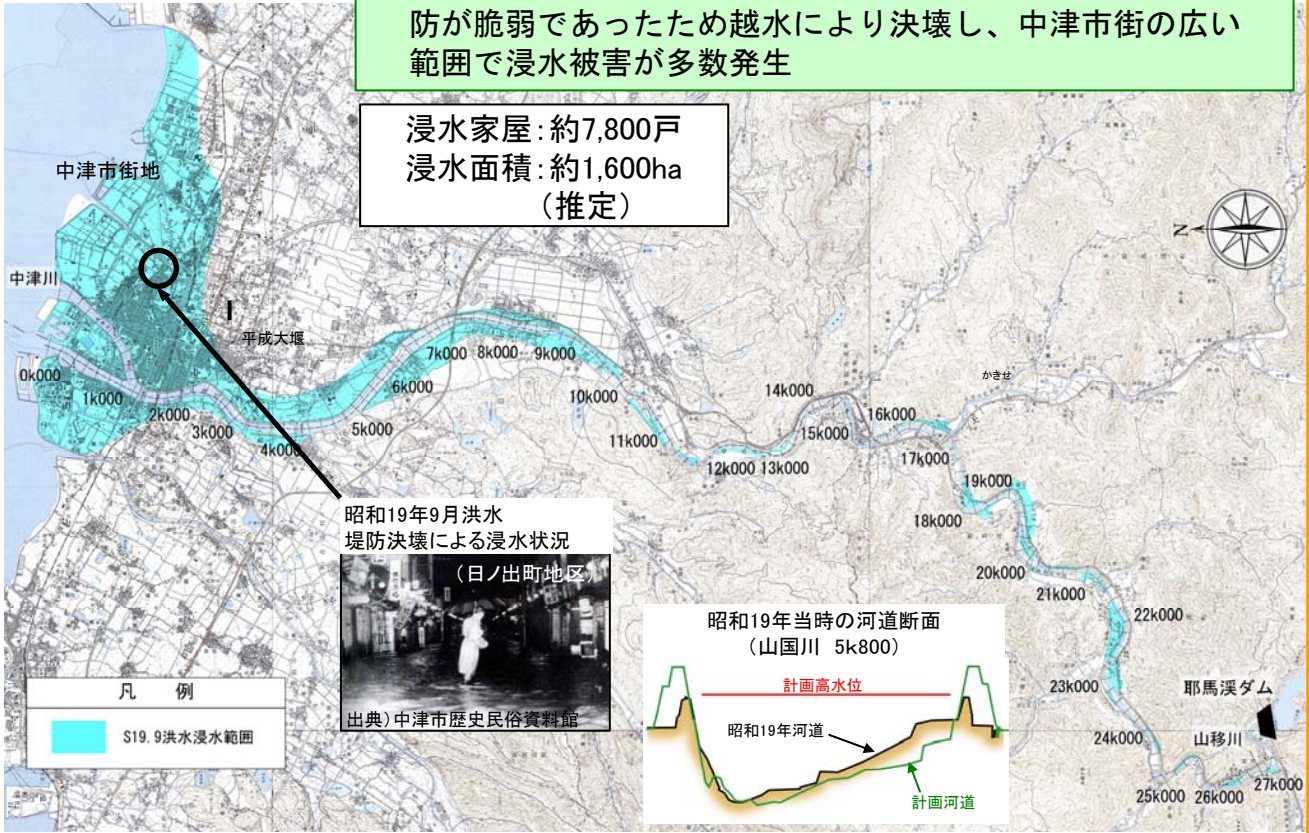 防が脆弱であったため越水により決壊し、中津市街の広い
範囲で浸水被害が多数発生
浸水家屋：約7,800戸
浸水面積：約1,600ha
（推定）
中津市街地
N
中津川
平成大堰
かきせ
0k000
1k000
2k000
3k000
4k000
5k000
6k000
7k000
8k000
9k000
10k000
11k000
12k000
13k000
14k000
15k000
16k000
17k000
18k000
19k000
20k000
21k000
22k000
23k000
24k000
25k000
26k000
27k000
耶馬渓ダム
山移川
昭和19年9月洪水
堤防決壊による浸水状況
（日ノ出町地区）
出典）中津市歴史民俗資料館
昭和19年当時の河道断面
（山国川 5k800）
計画高水位
昭和19年河道
計画河道
凡 例
S19.9洪水浸水範囲